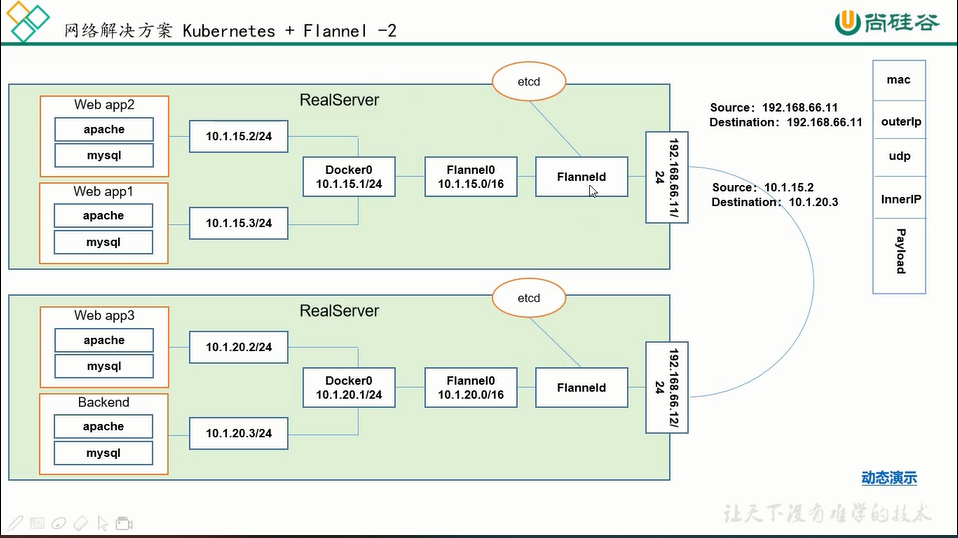 网络解决方案 Kubernetes + Flannel -2
尚硅谷
RealServer
etcd
Web app2
apache
mysql
10.1.15.2/24
Web app1
apache
mysql
10.1.15.3/24
Docker0
10.1.15.1/24
Flannel0
10.1.15.0/16
Flanneld
192.168.66.11/
24
Source：192.168.66.11
Destination：192.168.66.11
Source：10.1.15.2
Destination：10.1.20.3
mac
outerIp
udp
InnerIP
Payload
RealServer
etcd
Web app3
apache
mysql
10.1.20.2/24
Backend
apache
mysql
10.1.20.3/24
Docker0
10.1.20.1/24
Flannel0
10.1.20.0/16
Flanneld
192.168.66.12/
24
动态演示
让天下没有难学的技术